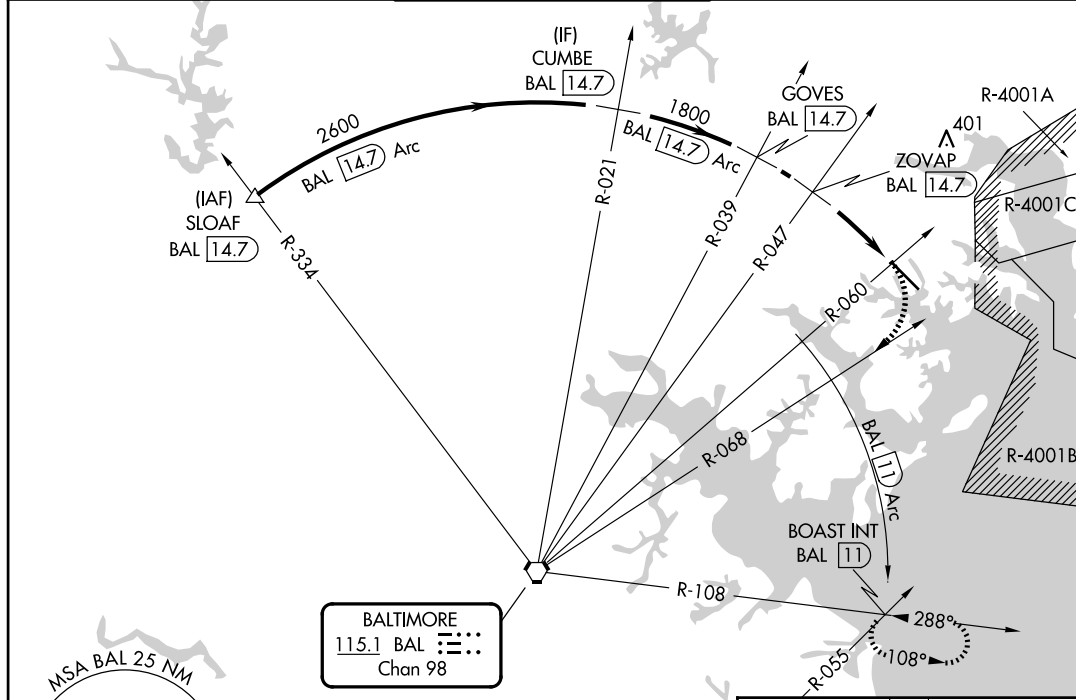 (IF)
CUMBE
BAL 14.7
2600
BAL 14.7 Arc
(IAF)
SLOAF
BAL 14.7
R-334
R-021
1800
BAL 14.7 Arc
GOVES
BAL 14.7
R-039
R-047
401
ZOVAP
BAL 14.7
R-4001A
R-4001C
R-060
R-068
BAL 11 Arc
R-4001B
BOAST INT
BAL 11
R-108
288°
108°
R-055
BALTIMORE
115.1 BAL
Chan 98
MSA BAL 25 NM